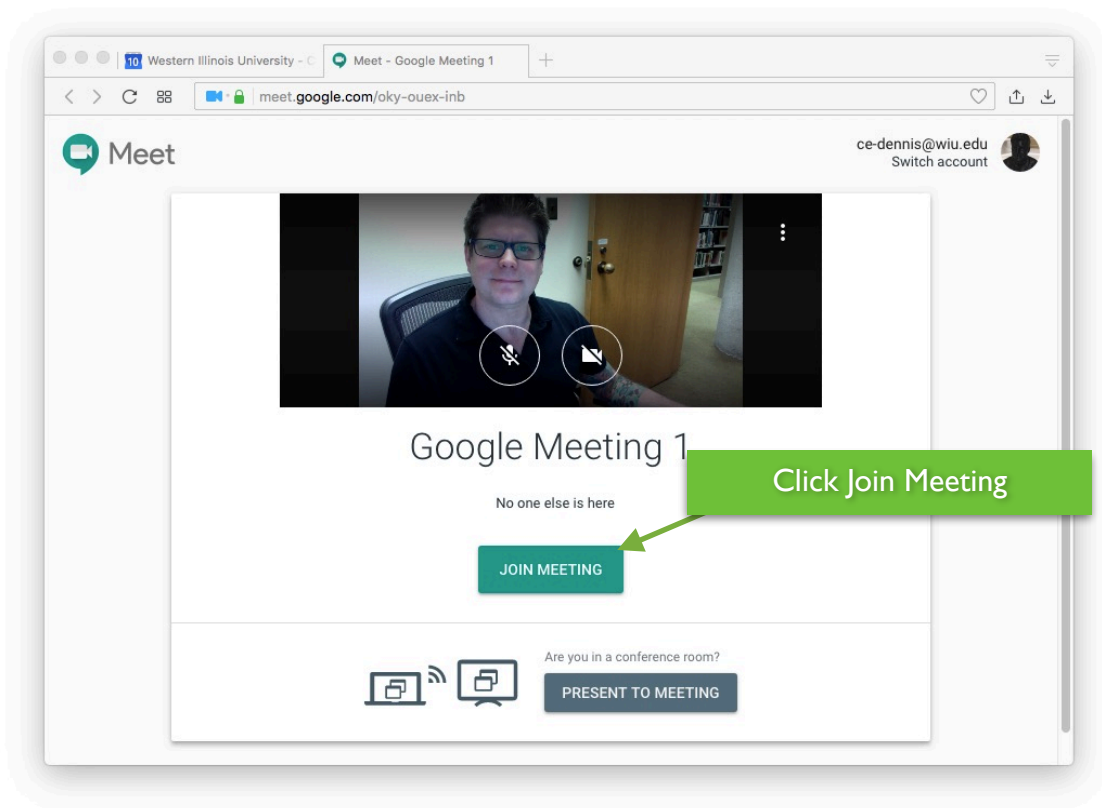 10 Western Illinois University - C
Meet - Google Meeting 1
meet.google.com/oky-ouex-inb
Meet
ce-dennis@wiu.edu
Switch account
Google Meeting 1
Click Join Meeting
No one else is here
JOIN MEETING
Are you in a conference room?
PRESENT TO MEETING